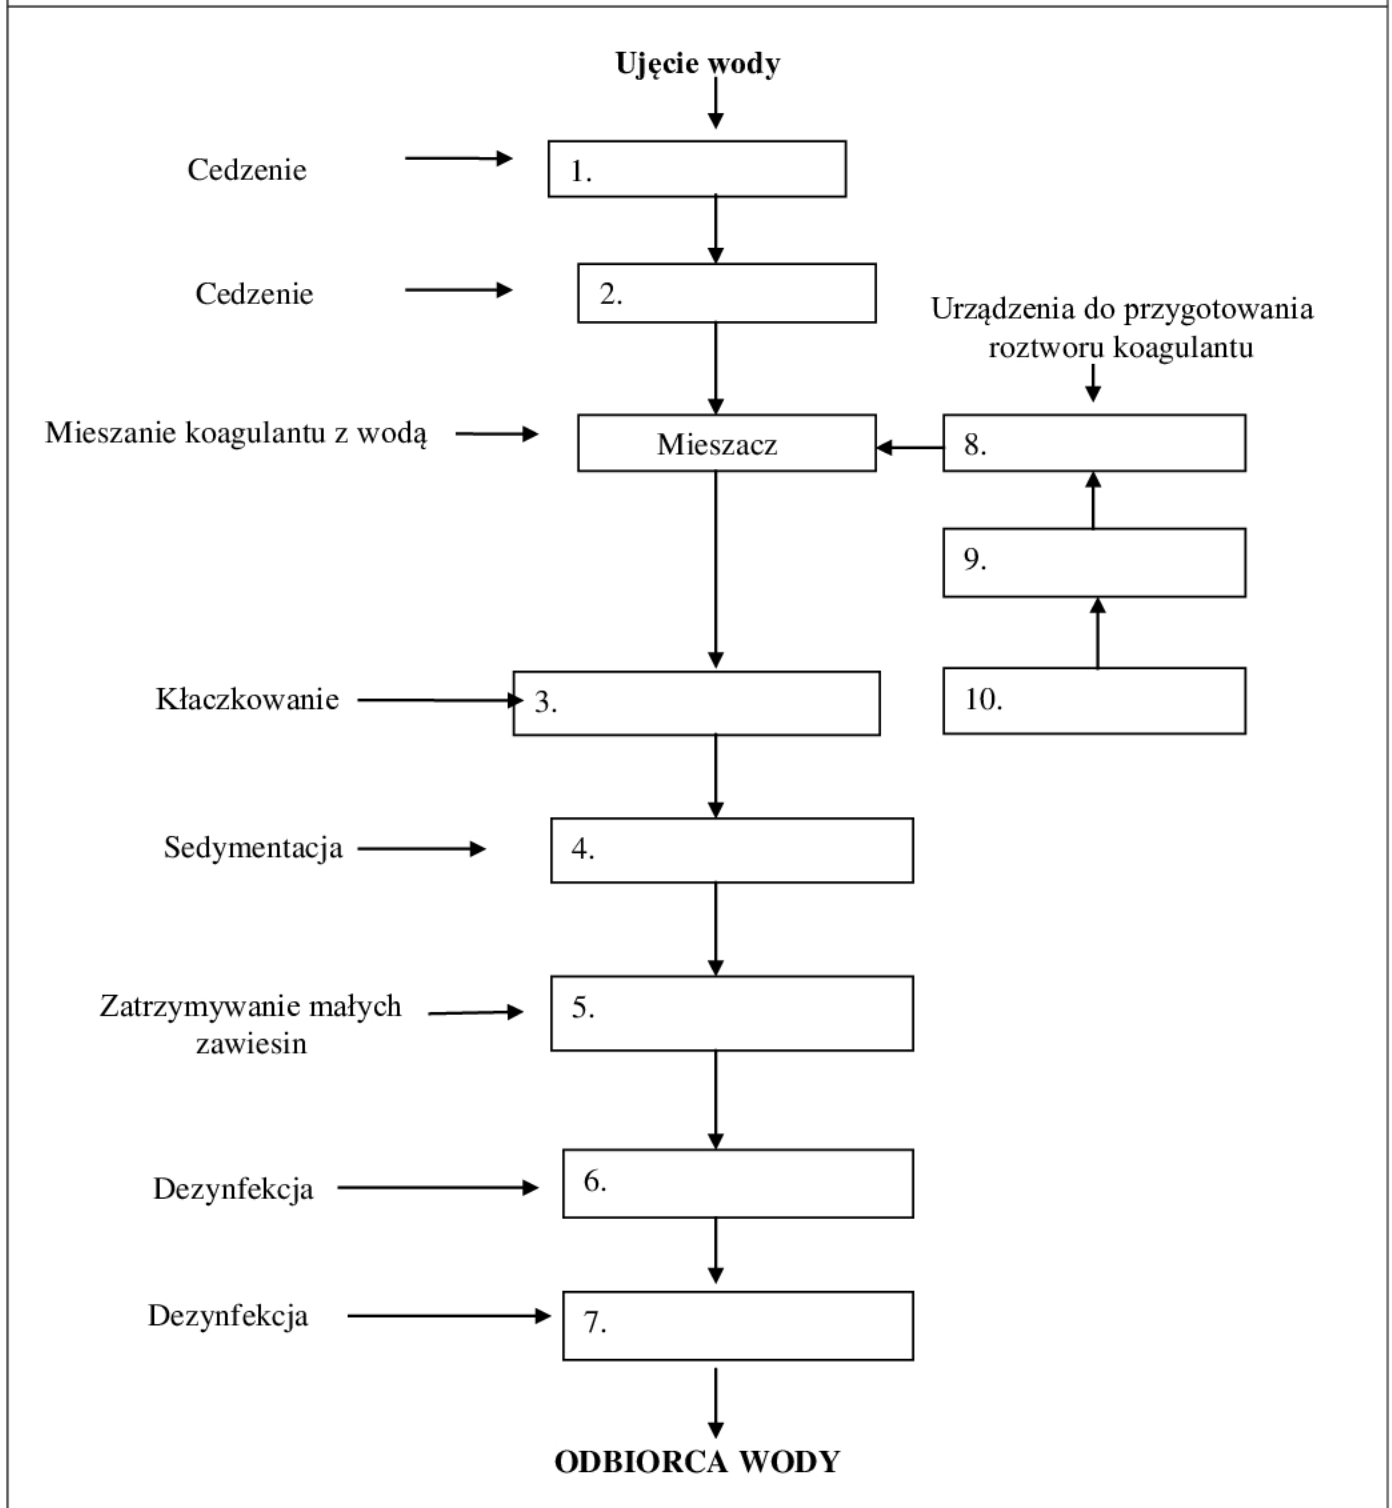 Ujęcie wody
Cedzenie
1.
Cedzenie
2.
Urządzenia do przygotowania
roztworu koagulantu
Mieszanie koagulantu z wodą
Mieszacz
8.
9.
Kłaczkowanie
3.
10.
Sedymentacja
4.
Zatrzymywanie małych
zawiesin
5.
Dezynfekcja
6.
Dezynfekcja
7.
ODBIORCA WODY